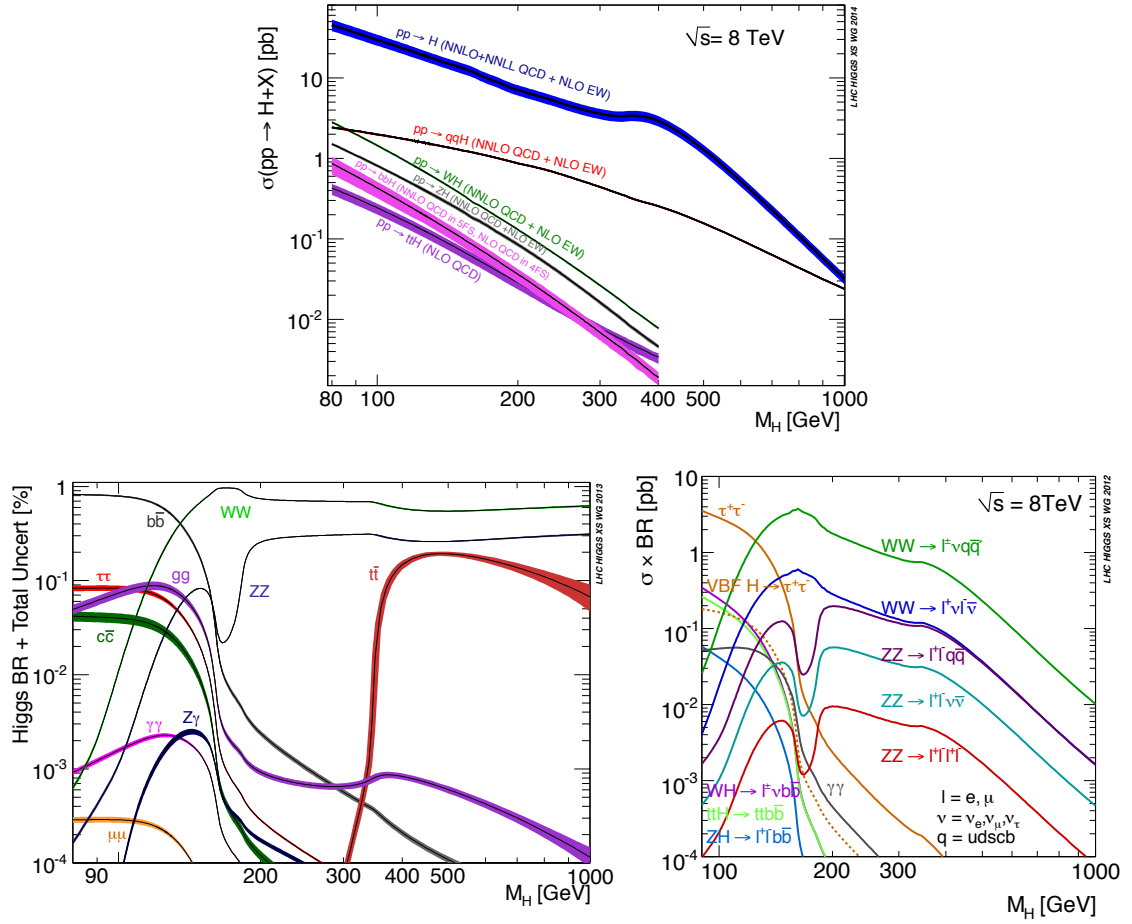 σ(pp → H+X) [pb]
√s= 8 TeV
LHC HIGGS XS WG 2014
pp → H (NNLO+NNLL QCD + NLO EW)
pp → qqH (NNLO QCD + NLO EW)
pp → WH (NNLO QCD + NLO EW)
pp → ZH (NNLO QCD +NLO EW)
pp → bbH (NNLO QCD in 5FS, NLO QCD in 4FS)
pp → ttH (NLO QCD)
10
1
10⁻¹
10⁻²
80 100 200 300 400 500 1000
M_H [GeV]
Higgs BR + Total Uncert [%]
LHC HIGGS XS WG 2013
1
10⁻¹
10⁻²
10⁻³
10⁻⁴
bb̄
WW
ττ
gg
ZZ
tt̄
cc̄
γγ
Zγ
μμ
90 200 300 400 500 1000
M_H [GeV]
σ × BR [pb]
√s = 8TeV
LHC HIGGS XS WG 2012
10
1
10⁻¹
10⁻²
10⁻³
10⁻⁴
τ⁺τ⁻
WW → l±νqq̄
VBF H → τ⁺τ⁻
WW → l⁺νl⁻ν̄
ZZ → l⁺l⁻qq̄
ZZ → l⁺l⁻νν̄
ZZ → l⁺l⁻l⁺l⁻
WH → l±νbb̄
γγ
ttH → ttbb̄
ZH → l⁺l⁻bb̄
l = e, μ
ν = ν_e,ν_μ,ν_τ
q = udscb
100 200 300 400 1000
M_H [GeV]